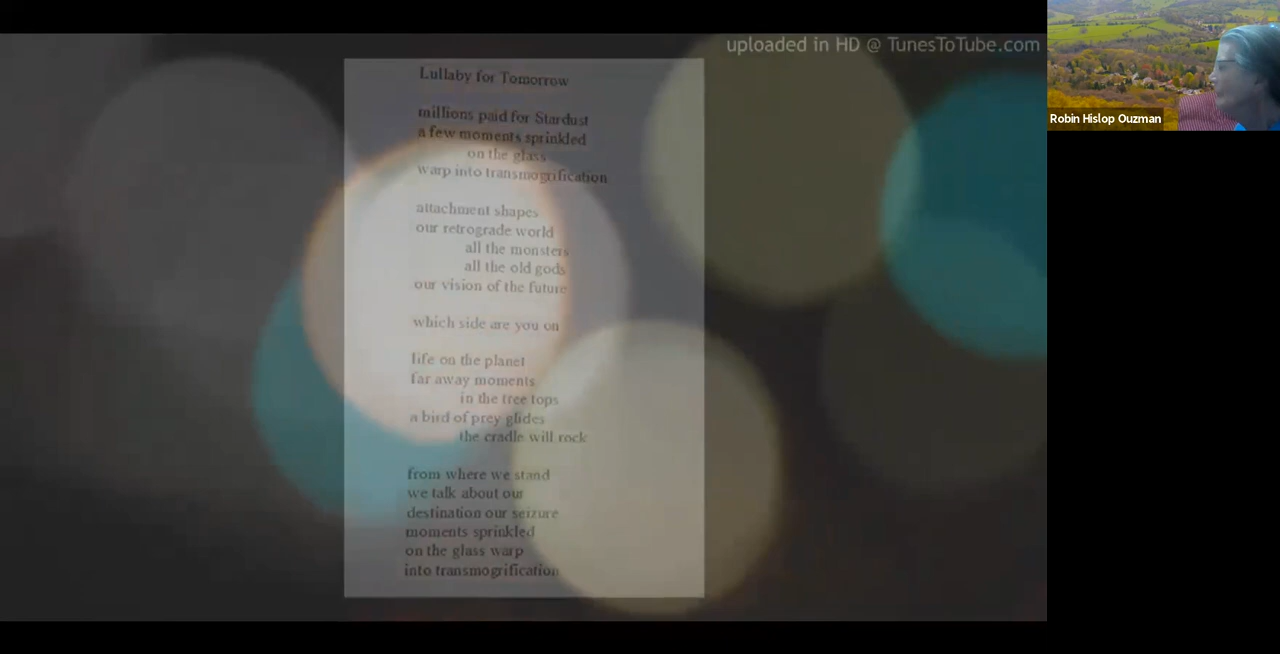 uploaded in HD @ TunesToTube.com
Robin Hislop Ouzman
Lullaby for Tomorrow
millions paid for Stardust
a few moments sprinkled
on the glass
warp into transmogrification
attachment shapes
our retrograde world
all the monsters
all the old gods
our vision of the future
which side are you on
life on the planet
far away moments
in the tree tops
a bird of prey glides
the cradle will rock
from where we stand
we talk about our
destination our seizure
moments sprinkled
on the glass warp
into transmogrification